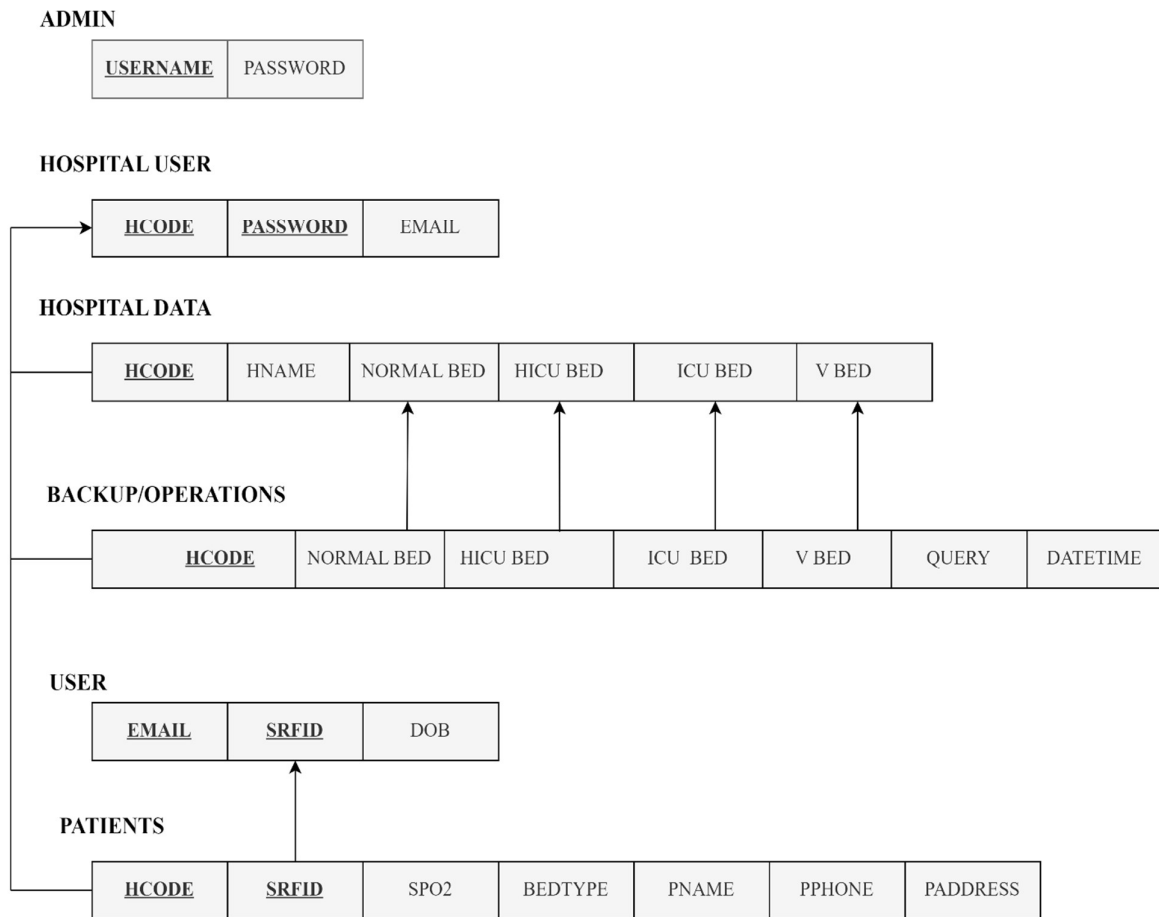 ADMIN
USERNAME PASSWORD
HOSPITAL USER
HCODE PASSWORD EMAIL
HOSPITAL DATA
HCODE HNAME NORMAL BED HICU BED ICU BED V BED
BACKUP/OPERATIONS
HCODE NORMAL BED HICU BED ICU BED V BED QUERY DATETIME
USER
EMAIL SRFID DOB
PATIENTS
HCODE SRFID SPO2 BEDTYPE PNAME PPHONE PADDRESS